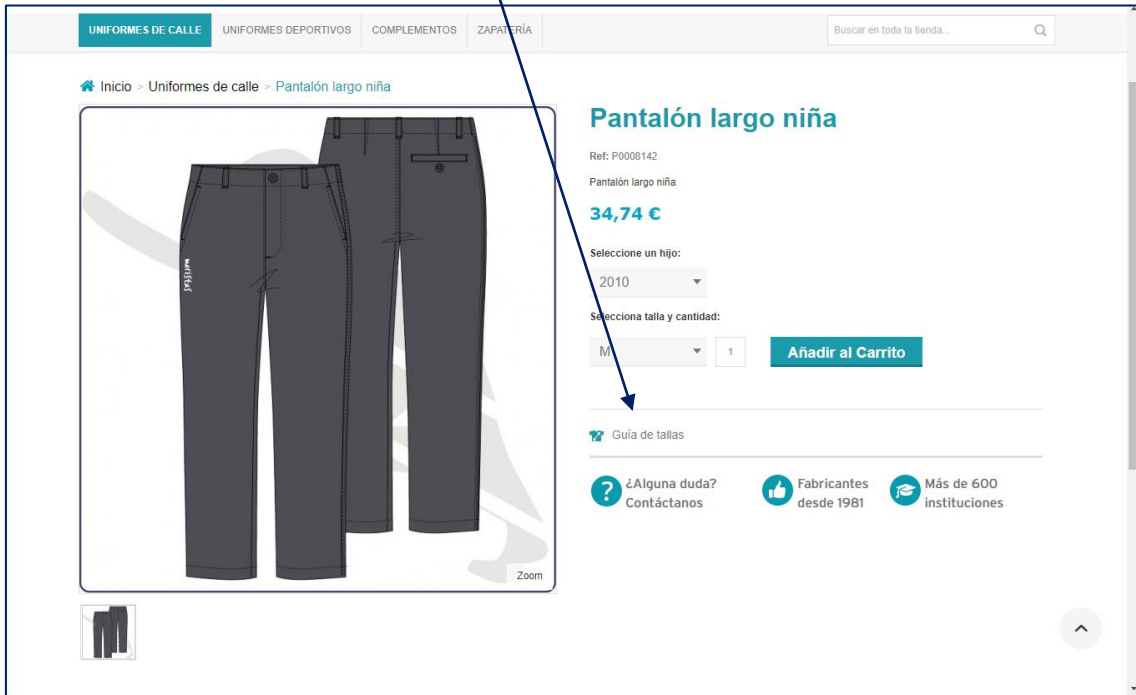 UNIFORMES DE CALLE UNIFORMES DEPORTIVOS COMPLEMENTOS ZAPATERÍA Buscar en toda la tienda...
Inicio > Uniformes de calle > Pantalón largo niña
Pantalón largo niña
Ref: P0008142
Pantalón largo niña
34,74 €
Seleccione un hijo:
2010
Selecciona talla y cantidad:
M 1 Añadir al Carrito
Guía de tallas
¿Alguna duda?
Contáctanos
Fabricantes
desde 1981
Más de 600
instituciones
Zoom